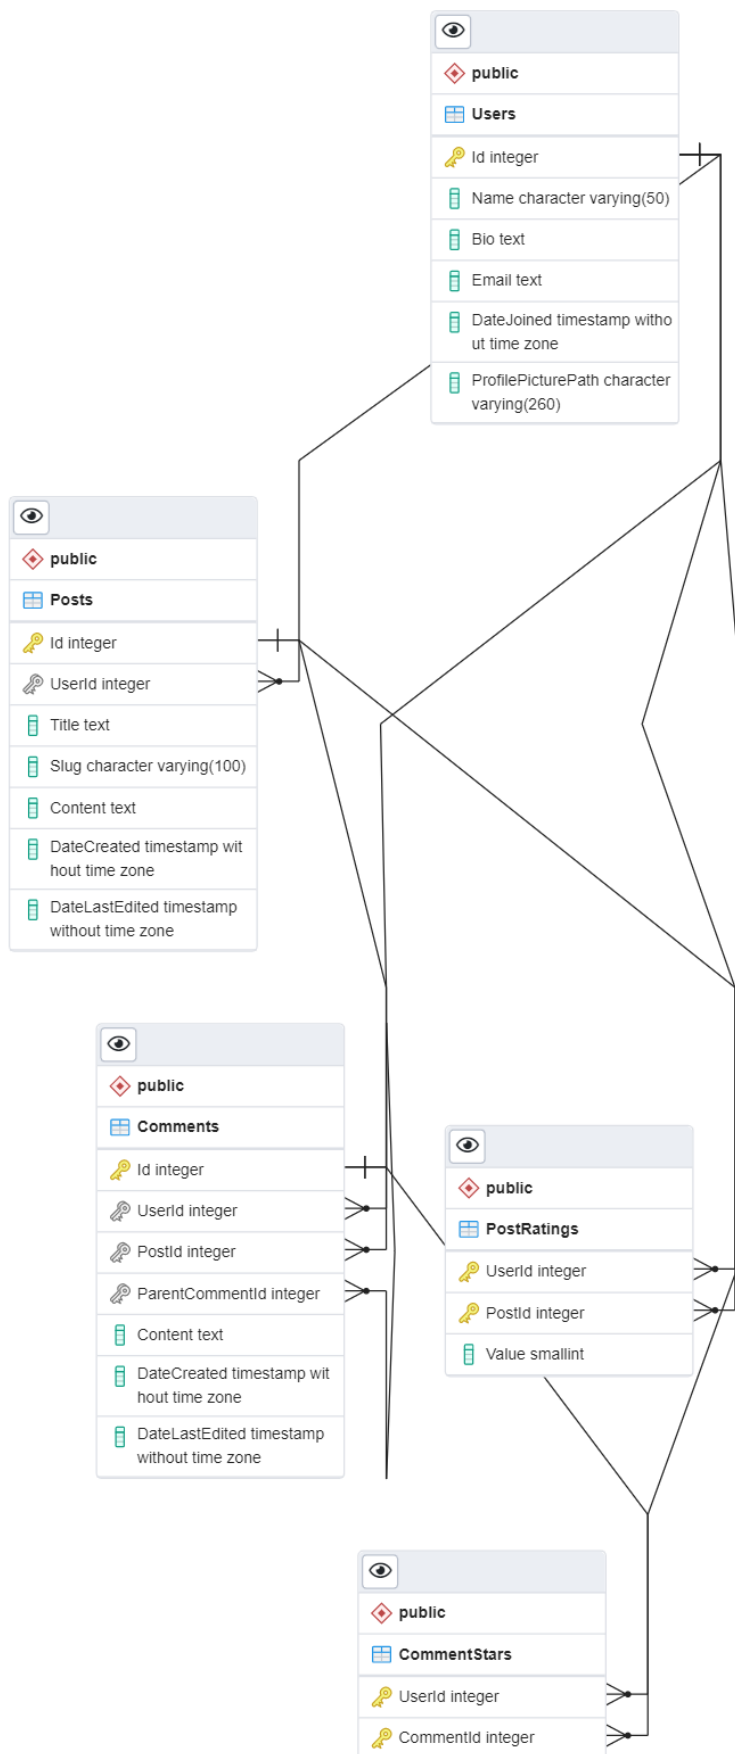 public
Users
Id integer
Name character varying(50)
Bio text
Email text
DateJoined timestamp witho
ut time zone
ProfilePicturePath character
varying(260)
public
Posts
Id integer
UserId integer
Title text
Slug character varying(100)
Content text
DateCreated timestamp wit
hout time zone
DateLastEdited timestamp
without time zone
public
Comments
Id integer
UserId integer
PostId integer
ParentCommentId integer
Content text
DateCreated timestamp wit
hout time zone
DateLastEdited timestamp
without time zone
public
PostRatings
UserId integer
PostId integer
Value smallint
public
CommentStars
UserId integer
CommentId integer